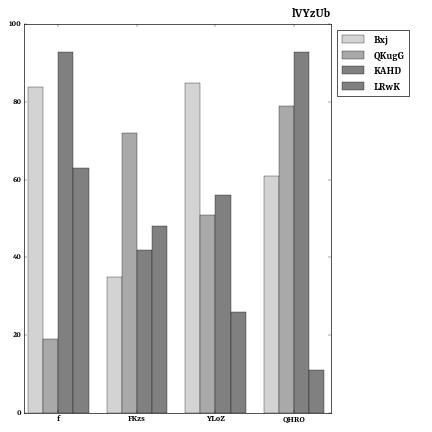 lVYzUb
100
80
60
40
20
0
f FKzs YLoZ QHRO
Bxj
QKugG
KAHD
LRwK